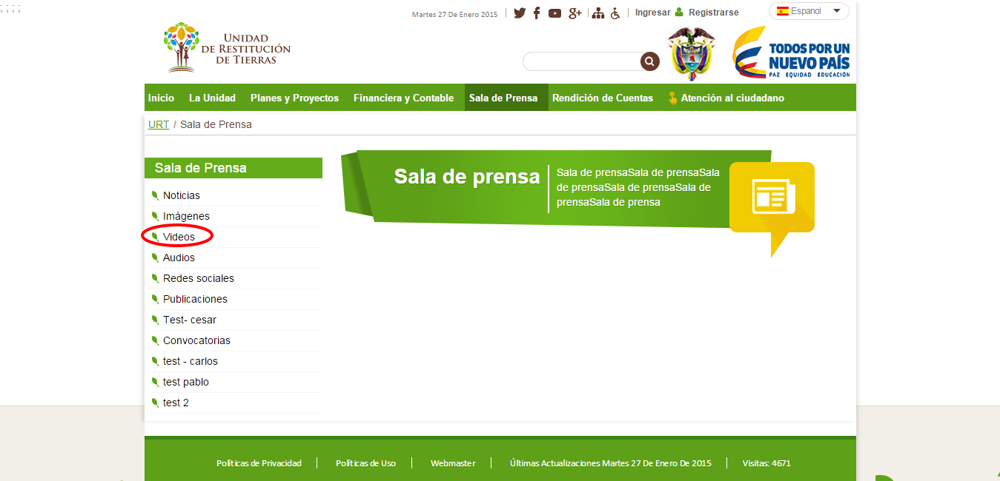 ; ; ; ;
Martes 27 De Enero 2015
Ingresar
Registrarse
Espanol
UNIDAD
DE RESTITUCIÓN
DE TIERRAS
TODOS POR UN
NUEVO PAÍS
PAZ EQUIDAD EDUCACIÓN
Inicio La Unidad Planes y Proyectos Financiera y Contable Sala de Prensa Rendición de Cuentas Atención al ciudadano
URT / Sala de Prensa
Sala de Prensa
Noticias
Imágenes
Videos
Audios
Redes sociales
Publicaciones
Test- cesar
Convocatorias
test - carlos
test pablo
test 2
Sala de prensa
Sala de prensaSala de prensaSala
de prensaSala de prensaSala de
prensaSala de prensa
Políticas de Privacidad Políticas de Uso Webmaster Últimas Actualizaciones Martes 27 De Enero De 2015 Visitas: 4671